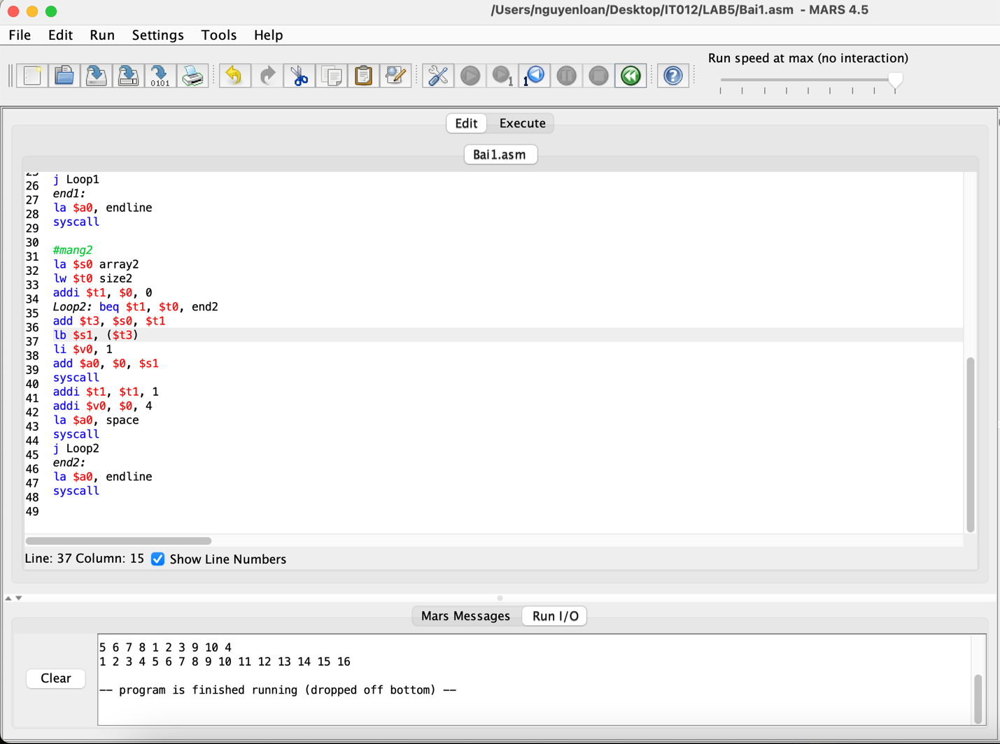 /Users/nguyenloan/Desktop/IT012/LAB5/Bai1.asm - MARS 4.5
File Edit Run Settings Tools Help
Run speed at max (no interaction)
0101
1
1
Edit Execute
Bai1.asm
25
26 j Loop1
27 end1:
28 la $a0, endline
29 syscall
30
31 #mang2
32 la $s0 array2
33 lw $t0 size2
34 addi $t1, $0, 0
35 Loop2: beq $t1, $t0, end2
36 add $t3, $s0, $t1
37 lb $s1, ($t3)
38 li $v0, 1
39 add $a0, $0, $s1
40 syscall
41 addi $t1, $t1, 1
42 addi $v0, $0, 4
43 la $a0, space
44 syscall
45 j Loop2
46 end2:
47 la $a0, endline
48 syscall
49
Line: 37 Column: 15 Show Line Numbers
Mars Messages Run I/O
Clear
5 6 7 8 1 2 3 9 10 4
1 2 3 4 5 6 7 8 9 10 11 12 13 14 15 16
-- program is finished running (dropped off bottom) --